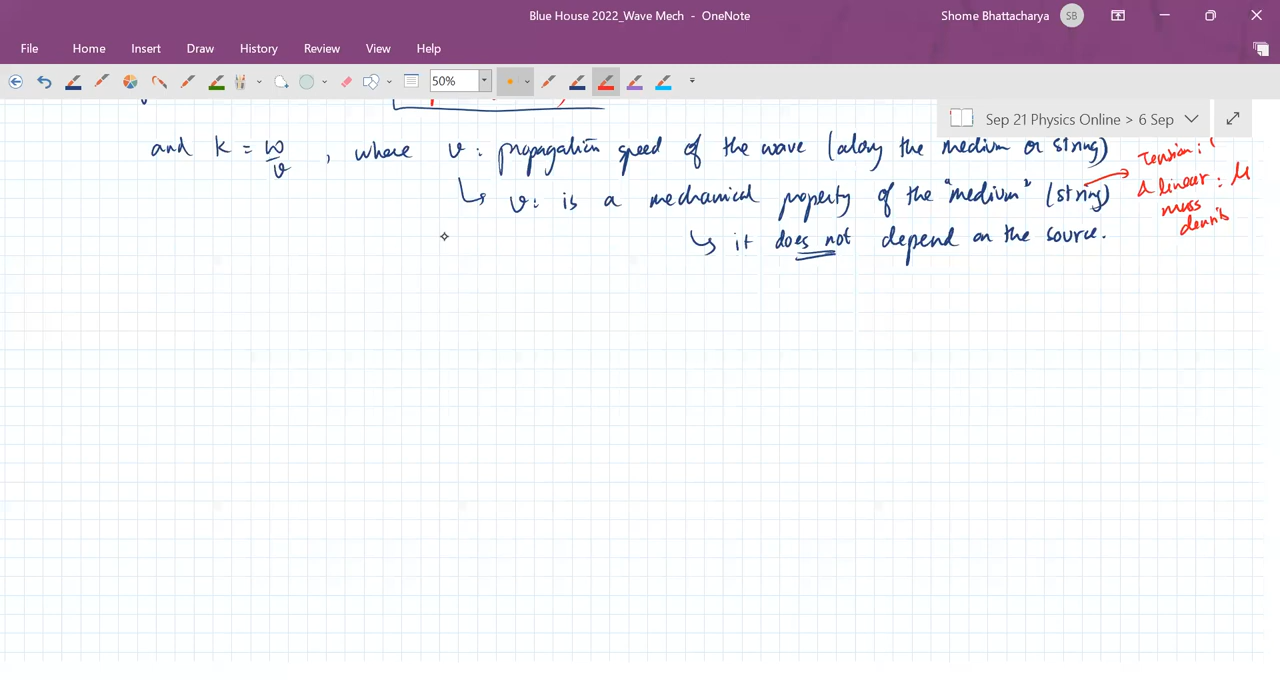 Blue House 2022_Wave Mech - OneNote
Shome Bhattacharya SB
File Home Insert Draw History Review View Help
50%
Sep 21 Physics Online > 6 Sep
and k = ω/v , where v : propagation speed of the wave (along the medium or string)
v : is a mechanical property of the "medium" (string)
it does not depend on the source.
Tension :
& linear : μ
mass